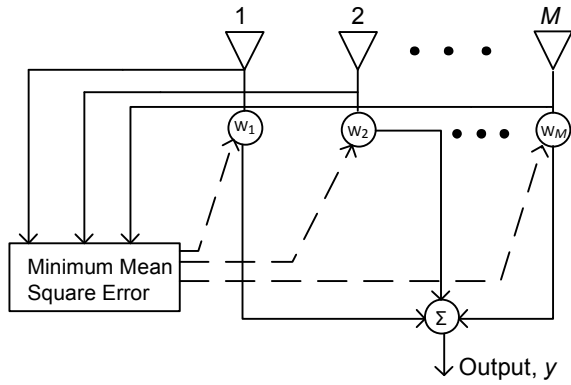 1 2 M
w1 w2 wM
Minimum Mean
Square Error
Σ
Output, y